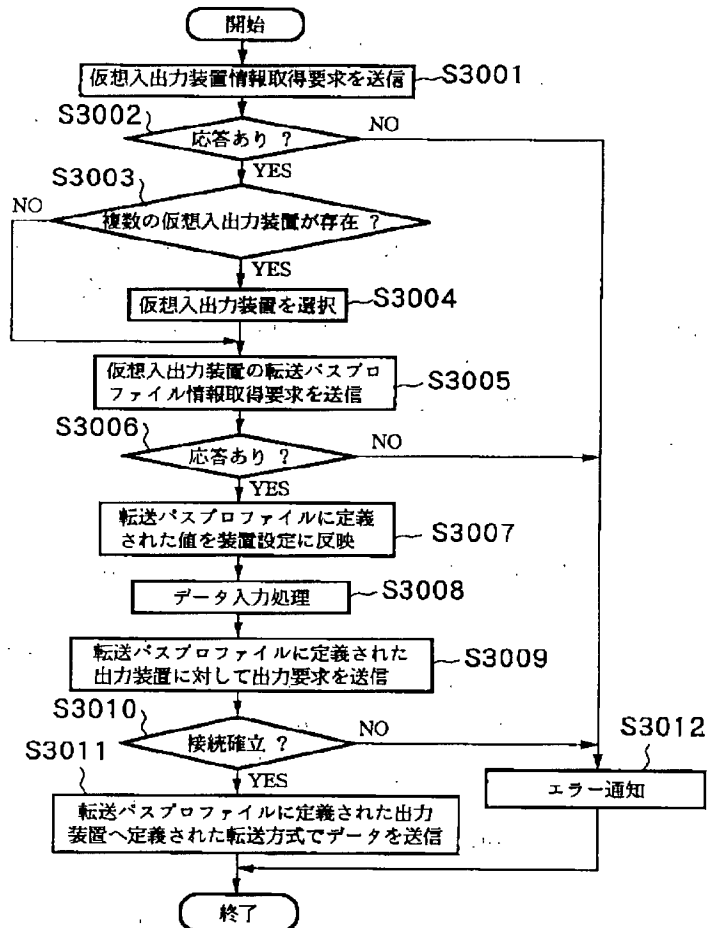 開始
仮想入出力装置情報取得要求を送信
S3001
S3002
応答あり ?
NO
YES
S3003
NO
複数の仮想入出力装置が存在 ?
YES
仮想入出力装置を選択
S3004
仮想入出力装置の転送パスプロ
ファイル情報取得要求を送信
S3005
S3006
応答あり ?
NO
YES
転送パスプロファイルに定義
された値を装置設定に反映
S3007
データ入力処理
S3008
転送パスプロファイルに定義された
出力装置に対して出力要求を送信
S3009
S3010
接続確立 ?
NO
S3012
S3011
YES
エラー通知
転送パスプロファイルに定義された出力
装置へ定義された転送方式でデータを送信
終了